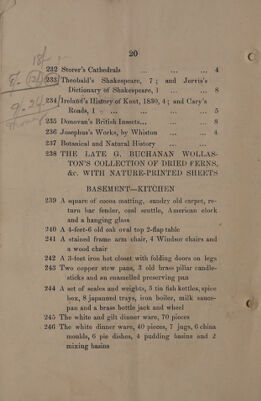 20
232 Storer's Cathedrals ... ... ... 4
233 Theobald's Shakespeare, 7 ; and Jervis's
Dictionary of Shakespeare, 1 ... ... 8
234 Ireland's History of Kent, 1830, 4 ; and Cary's
Roads, 1 ... ... ... 5
235 Donovan's British Insects... ... ... 8
236 Josephus's Works, by Whiston ... ... 4
237 Botanical and Natural History ... ...
238 THE LATE G. BUCHANAN WOLLAS-
TON'S COLLECTION OF DRIED FERNS,
&c. WITH NATURE-PRINTED SHEETS
BASEMENT—KITCHEN
239 A square of cocoa matting, sundry old carpet, re-
turn bar fender, coal scuttle, American clock
and a hanging glass
240 A 4-feet-6 old oak oval top 2-flap table
241 A stained frame arm chair, 4 Windsor chairs and
a wood chair
242 A 3-feet iron hot closet with folding doors on legs
243 Two copper stew pans, 3 old brass pillar candle-
sticks and an enamelled preserving pan
244 A set of scales and weights, 5 tin fish kettles, spice
box, 8 japanned trays, iron boiler, milk sauce-
pan and a brass bottle jack and wheel
245 The white and gilt dinner ware, 70 pieces
246 The white dinner ware, 40 pieces, 7 jugs, 6 china
moulds, 6 pie dishes, 4 pudding basins and 2
mixing basins